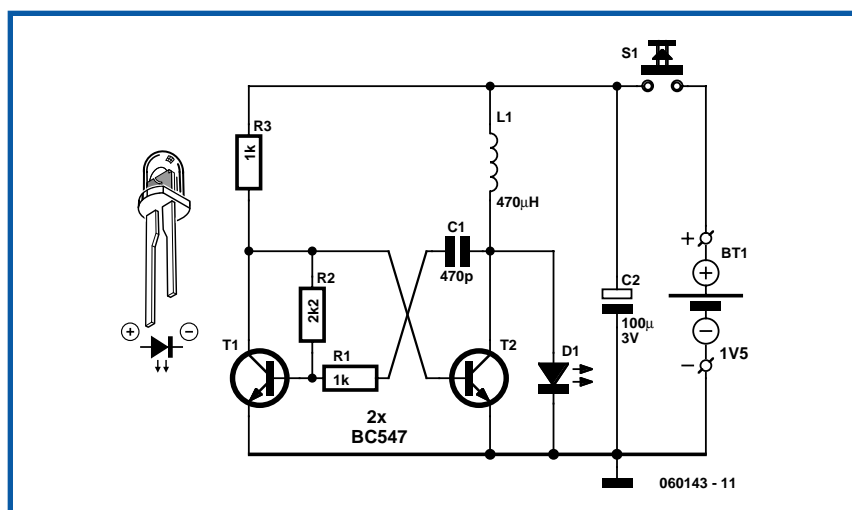 S1
L1
R3
1k
470µH
C1
470p
R2
2k2
+
BT1
+
C2
100µ
3V
−
1V5
−
+
−
T1
R1
1k
T2
D1
2x
BC547
060143 - 11